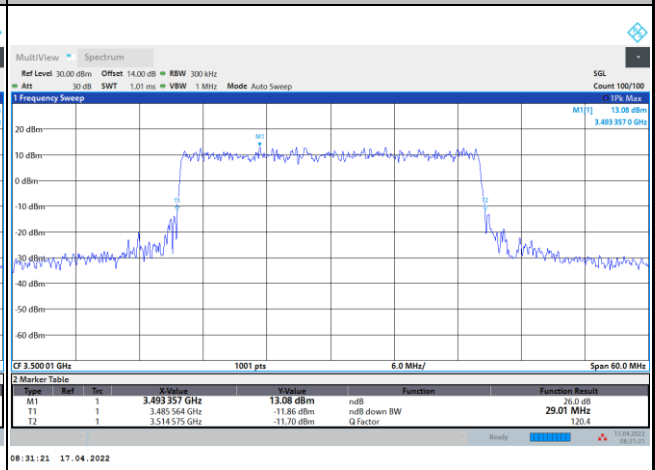 MultiView Spectrum
Ref Level 30.00 dBm Offset 14.00 dB RBW 300 kHz SGL
Att 30 dB SWT 1.01 ms VBW 1 MHz Mode Auto Sweep Count 100/100
1 Frequency Sweep 1Pk Max
M1[1] 13.08 dBm
3.493 357 0 GHz
20 dBm
M1
10 dBm
0 dBm
-10 dBm
T1 T2
-20 dBm
-30 dBm
-40 dBm
-50 dBm
-60 dBm
CF 3.500 01 GHz 1001 pts 6.0 MHz/ Span 60.0 MHz
2 Marker Table
Type Ref Trc X-Value Y-Value Function Function Result
M1 1 3.493 357 GHz 13.08 dBm ndB 26.0 dB
T1 1 3.485 564 GHz -11.86 dBm ndB down BW 29.01 MHz
T2 1 3.514 575 GHz -11.70 dBm Q Factor 120.4
Ready 17.04.2022
08:31:21
08:31:21 17.04.2022